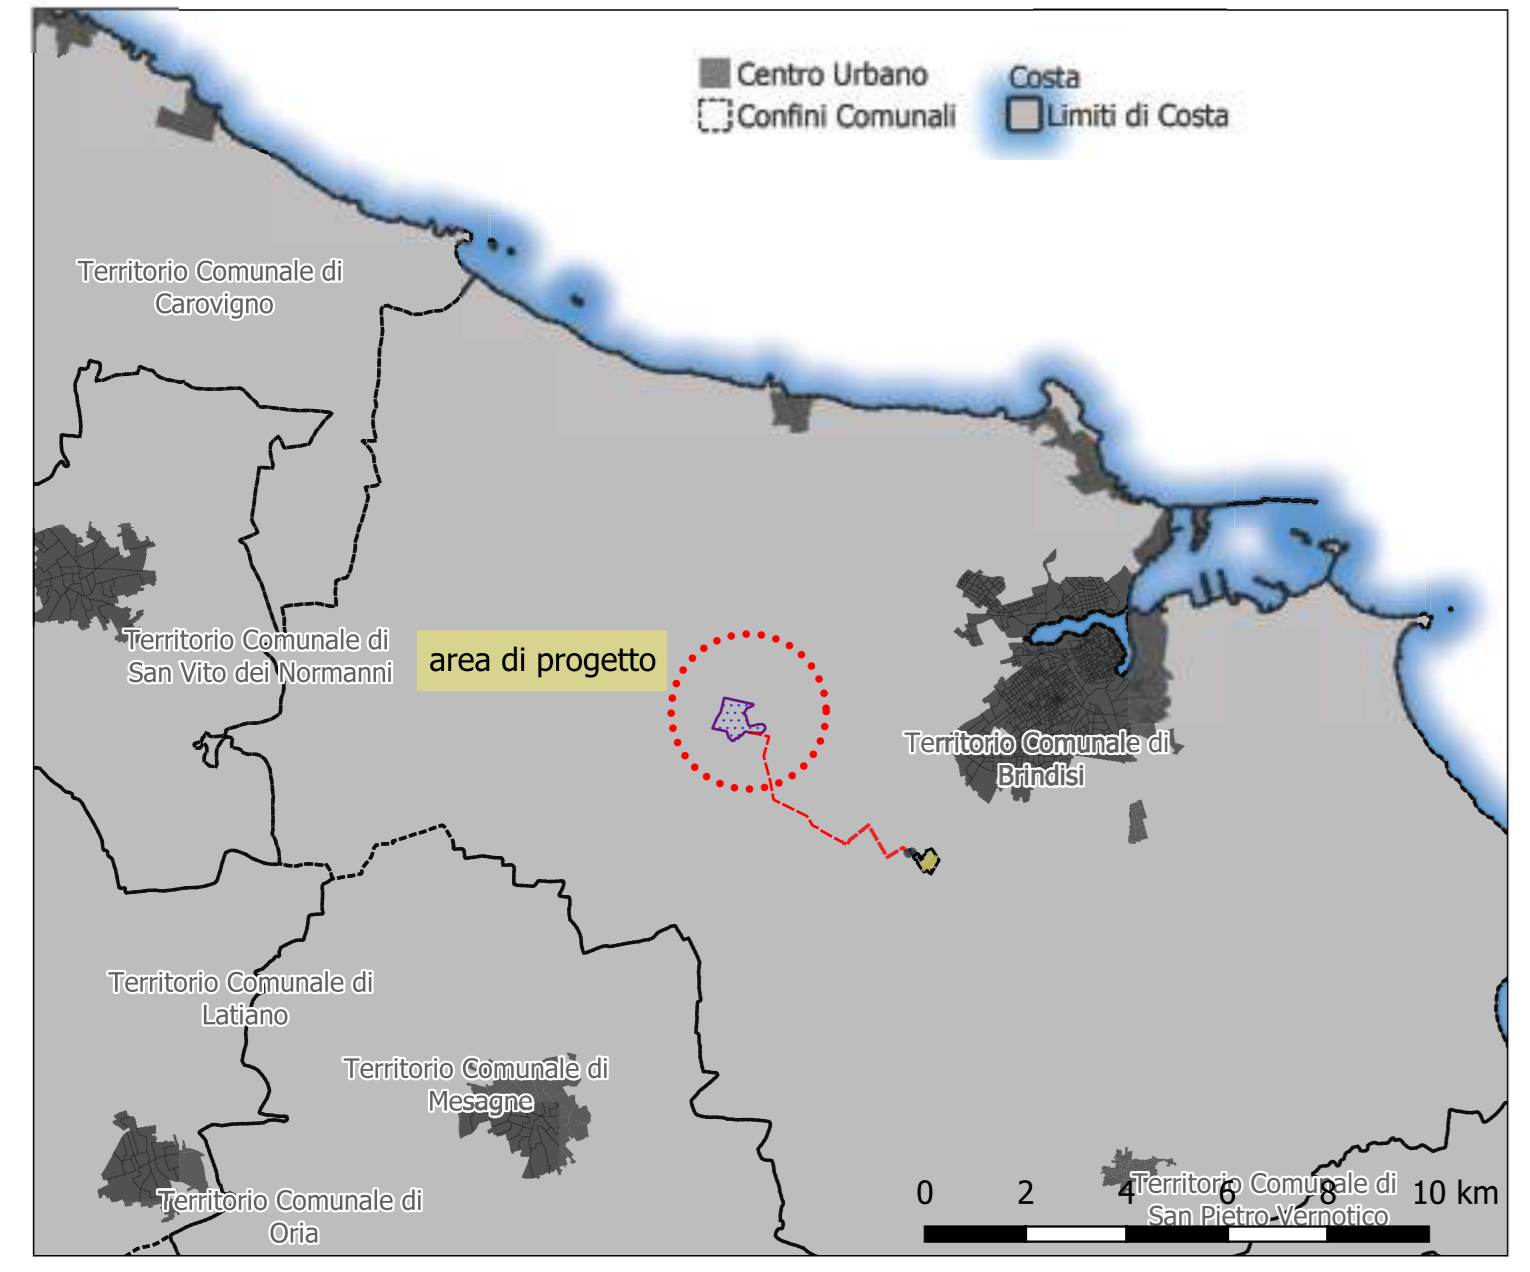 Centro Urbano
Confini Comunali
Costa
Limiti di Costa
Territorio Comunale di
Carovigno
Territorio Comunale di
San Vito dei Normanni
area di progetto
Territorio Comunale di
Brindisi
Territorio Comunale di
Latiano
Territorio Comunale di
Mesagne
Territorio Comunale di
Oria
Territorio Comunale di
San Pietro Vernotico
0 2 4 6 8 10 km